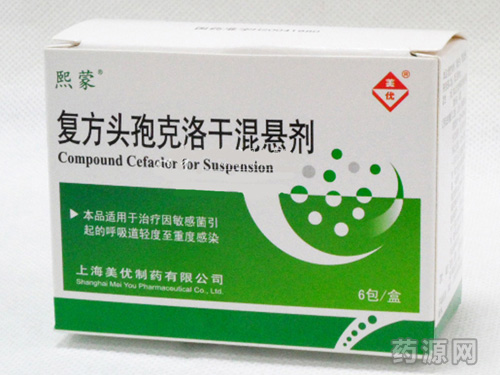 熙蒙®
美
优
®
复方头孢克洛干混悬剂
Compound Cefaclor for Suspension
▶本品适用于治疗因敏感菌引
起的呼吸道轻度至重度感染
上海美优制药有限公司
Shanghai Mei You Pharmaceutical Co., Ltd.
6包/盒
药源网